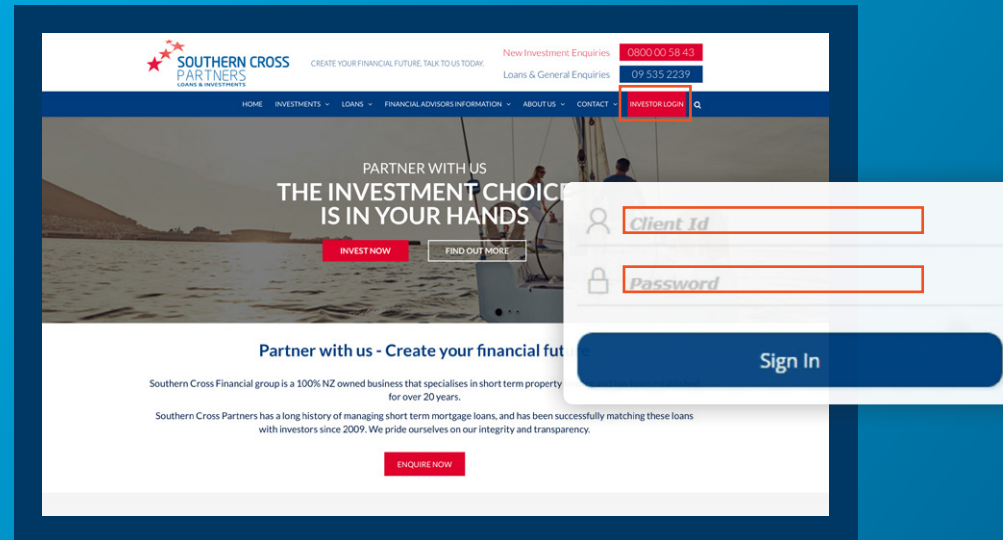 SOUTHERN CROSS
PARTNERS
LOANS & INVESTMENTS
CREATE YOUR FINANCIAL FUTURE, TALK TO US TODAY.
New Investment Enquiries 0800 00 58 43
Loans & General Enquiries 09 535 2239
HOME INVESTMENTS LOANS FINANCIAL ADVISORS INFORMATION ABOUT US CONTACT INVESTOR LOGIN
PARTNER WITH US
THE INVESTMENT CHOICE
IS IN YOUR HANDS
INVEST NOW FIND OUT MORE
Client Id
Password
Sign In
Partner with us - Create your financial future
Southern Cross Financial group is a 100% NZ owned business that specialises in short term property
for over 20 years.
Southern Cross Partners has a long history of managing short term mortgage loans, and has been successfully matching these loans
with investors since 2009. We pride ourselves on our integrity and transparency.
ENQUIRE NOW